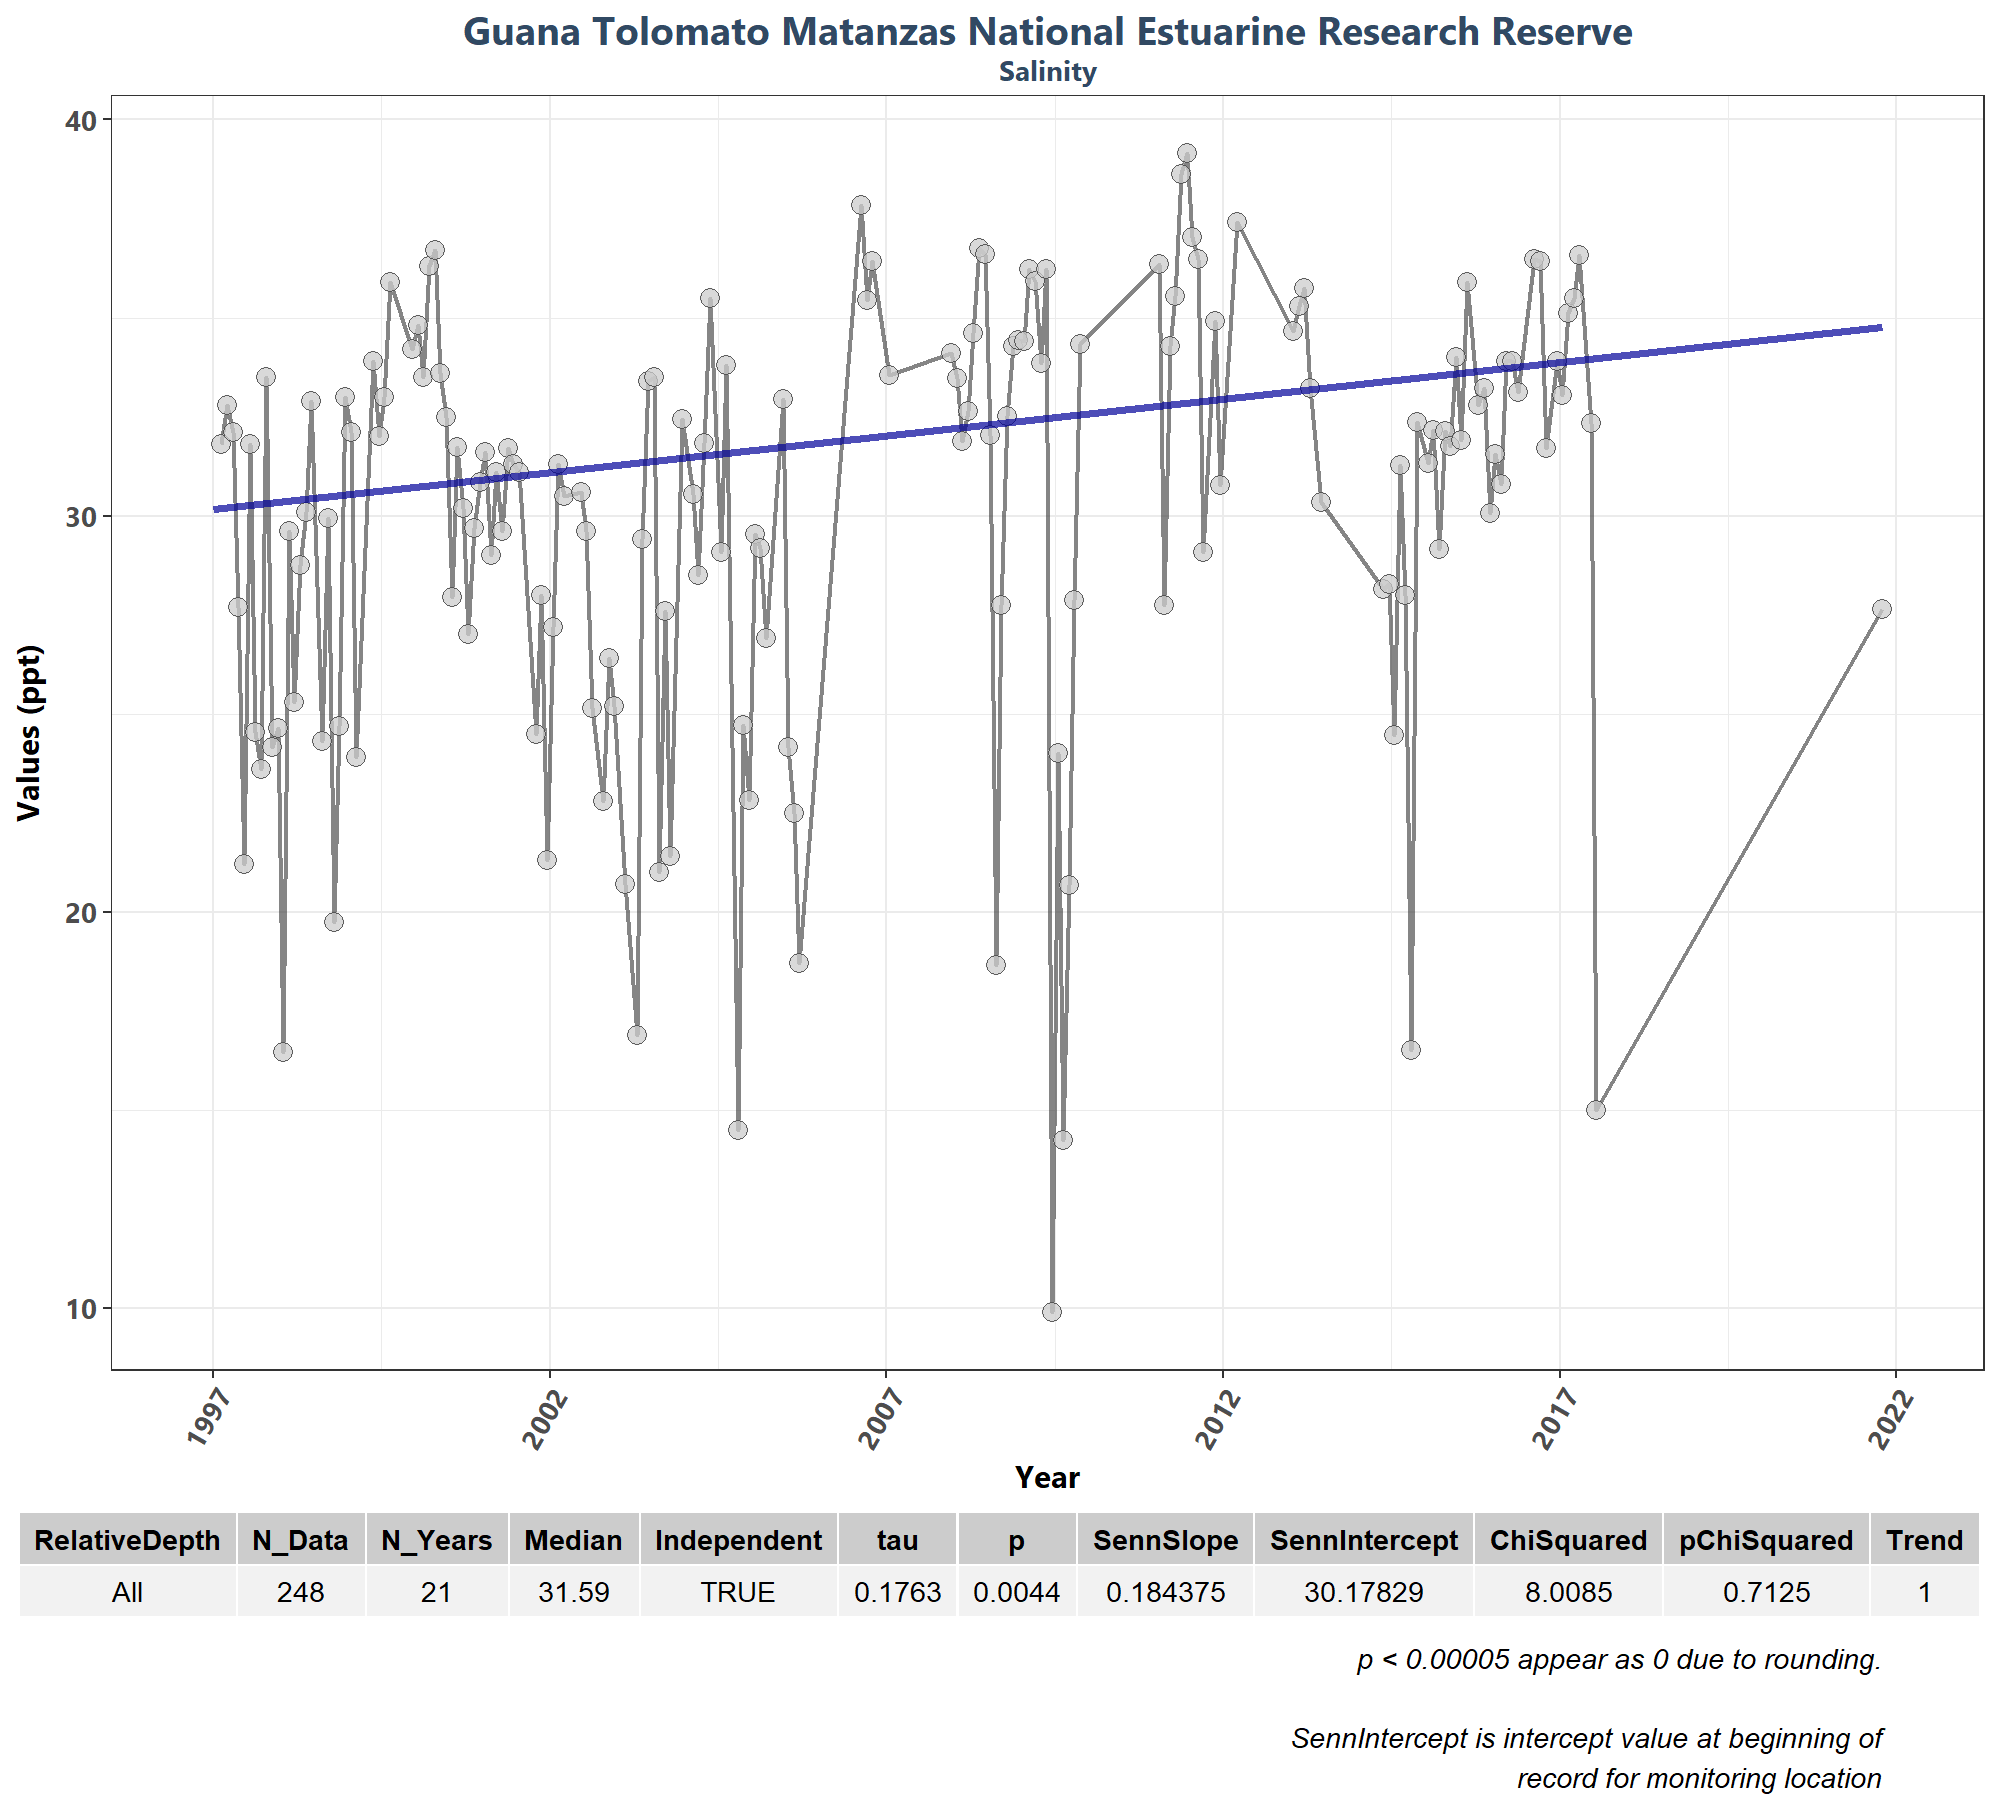 Guana Tolomato Matanzas National Estuarine Research Reserve
Salinity
40
30
20
10
Values (ppt)
1997 2002 2007 2012 2017 2022
Year
RelativeDepth N_Data N_Years Median Independent tau p SennSlope SennIntercept ChiSquared pChiSquared Trend
All 248 21 31.59 TRUE 0.1763 0.0044 0.184375 30.17829 8.0085 0.7125 1
p < 0.00005 appear as 0 due to rounding.
SennIntercept is intercept value at beginning of
record for monitoring location